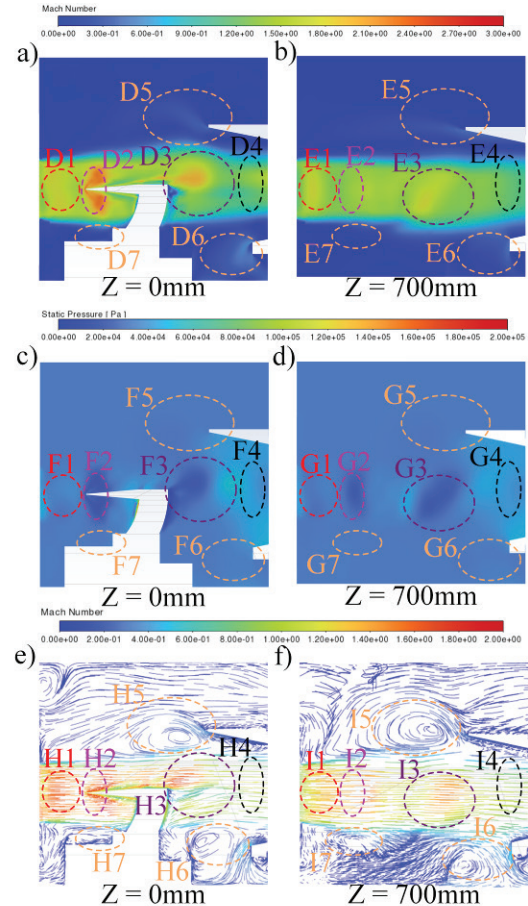 Mach Number
0.00e+00 3.00e-01 6.00e-01 9.00e-01 1.20e+00 1.50e+00 1.80e+00 2.10e+00 2.40e+00 2.70e+00 3.00e+00
a) b)
D5 E5
D1 D2 D3 D4 E1 E2 E3 E4
D6 E6
D7 E7
Z = 0mm Z = 700mm
Static Pressure [ Pa ]
0.00e+00 2.00e+04 4.00e+04 6.00e+04 8.00e+04 1.00e+05 1.20e+05 1.40e+05 1.60e+05 1.80e+05 2.00e+05
c) d)
F5 G5
F1 F2 F3 F4 G1 G2 G3 G4
F6 G6
F7 G7
Z = 0mm Z = 700mm
Mach Number
0.00e+00 2.00e-01 4.00e-01 6.00e-01 8.00e-01 1.00e+00 1.20e+00 1.40e+00 1.60e+00 1.80e+00 2.00e+00
e) f)
H5 I5
H1 H2 H3 H4 I1 I2 I3 I4
H7 H6 I7 I6
Z = 0mm Z = 700mm